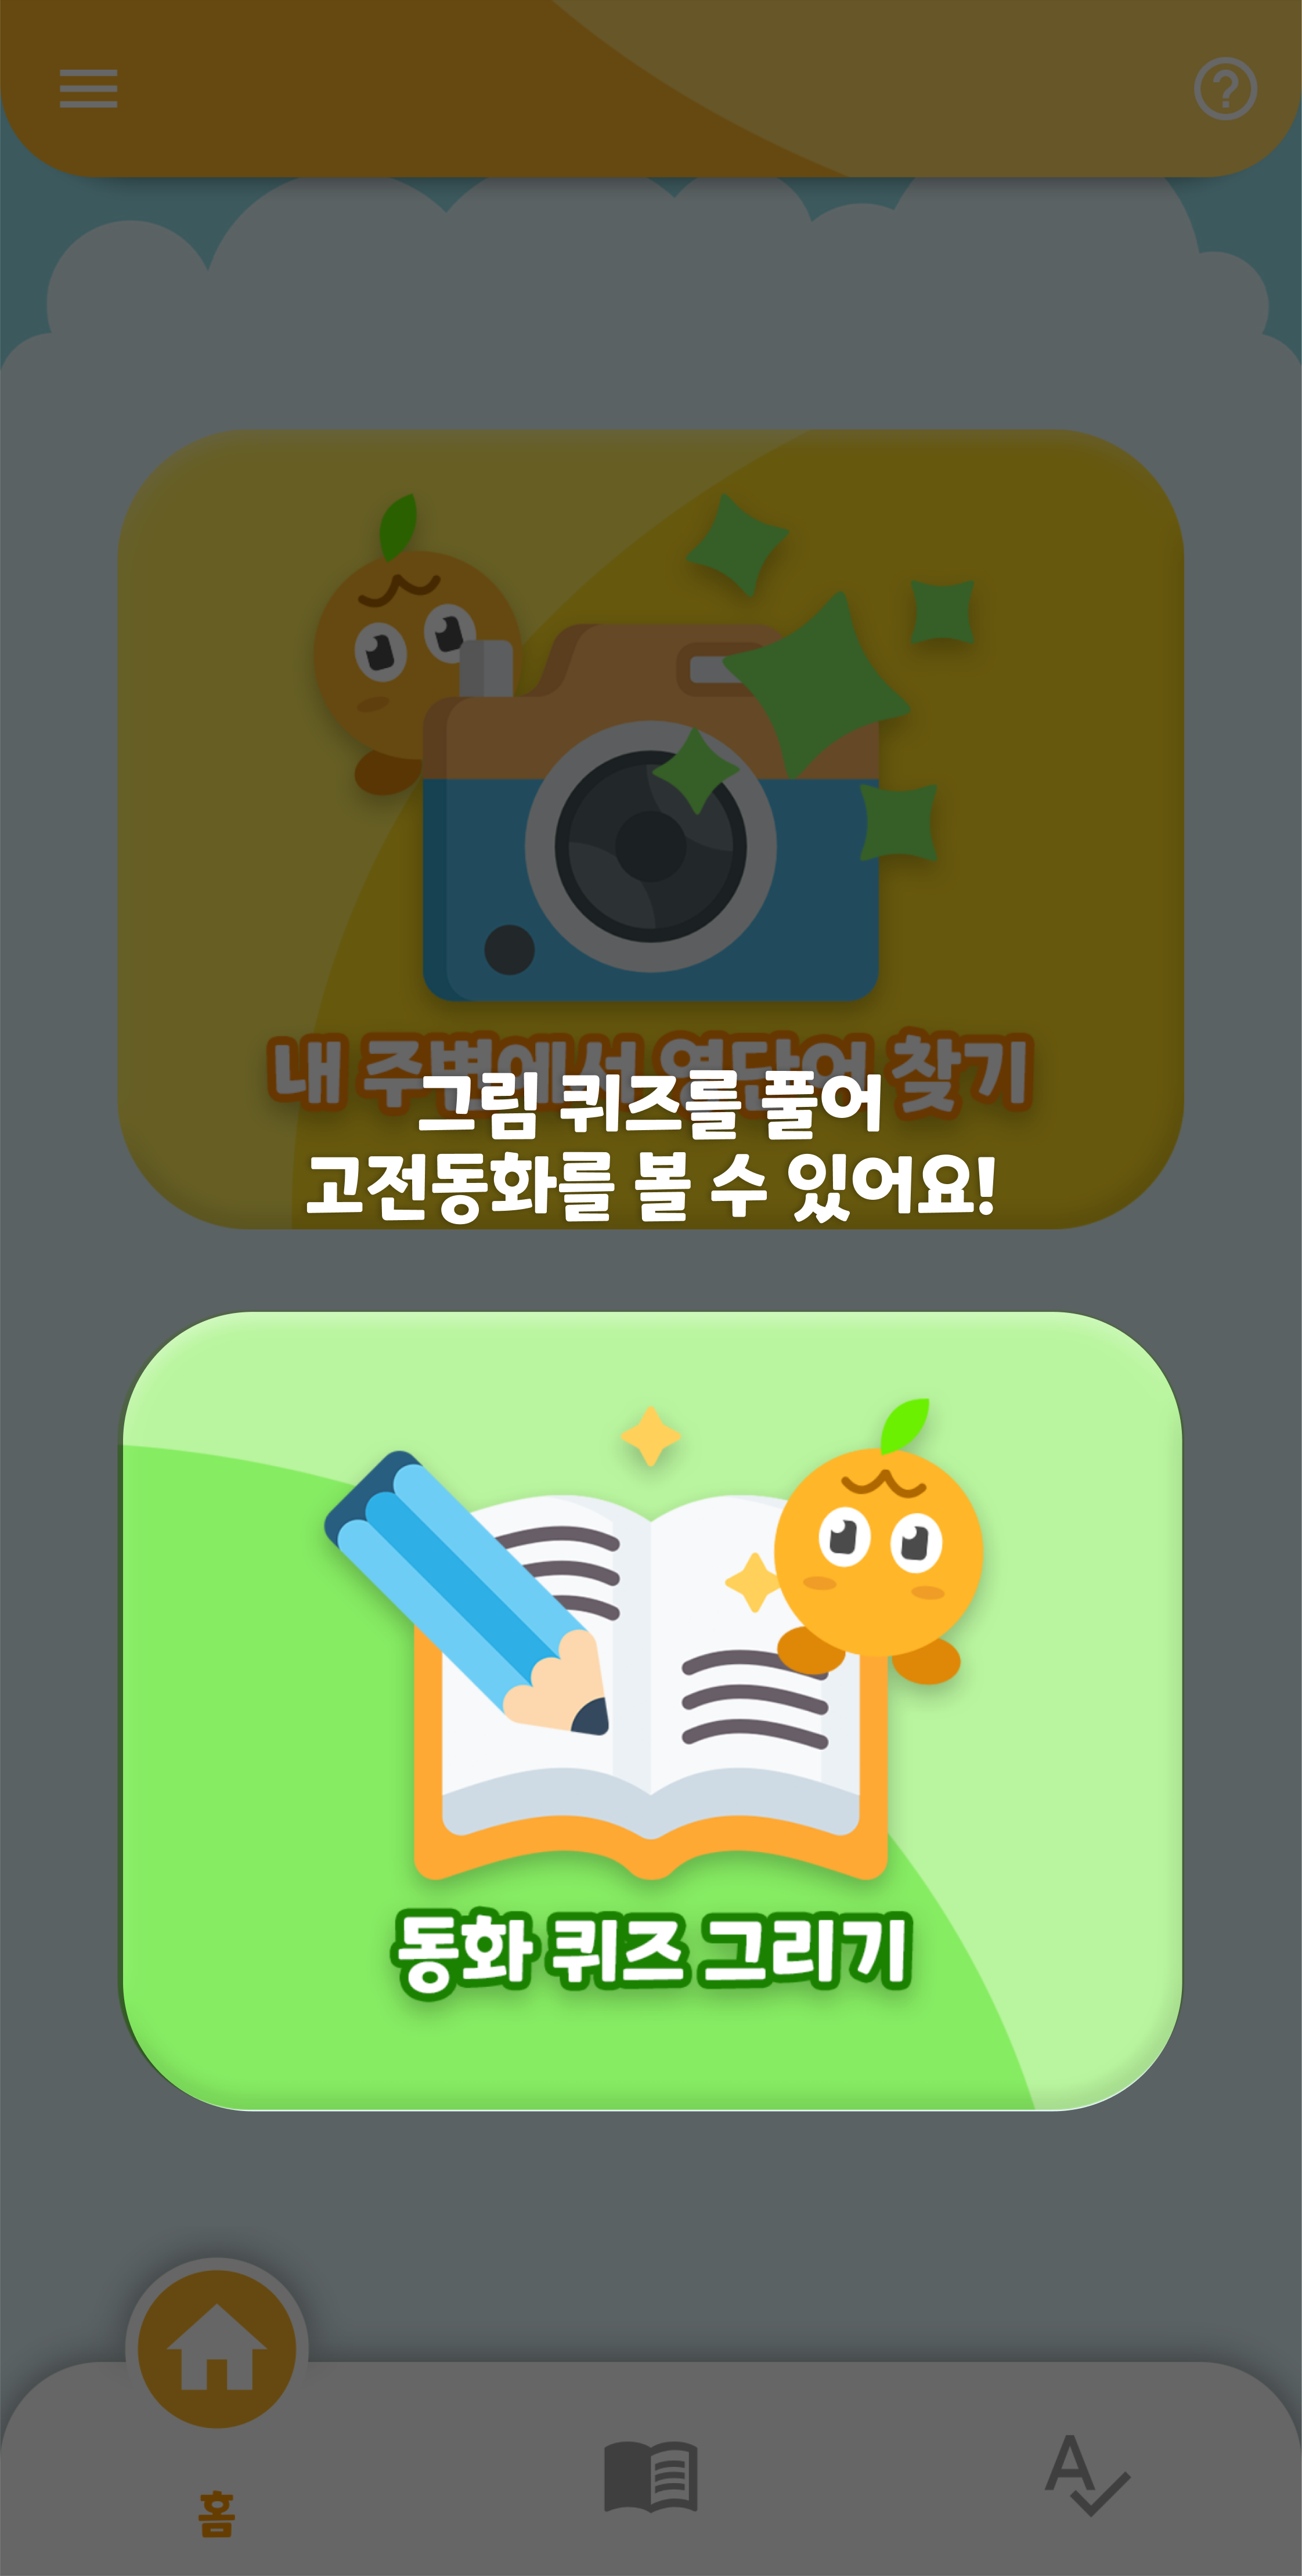 내 주변에서 영단어 찾기
그림 퀴즈를 풀어
고전동화를 볼 수 있어요!
동화 퀴즈 그리기
홈